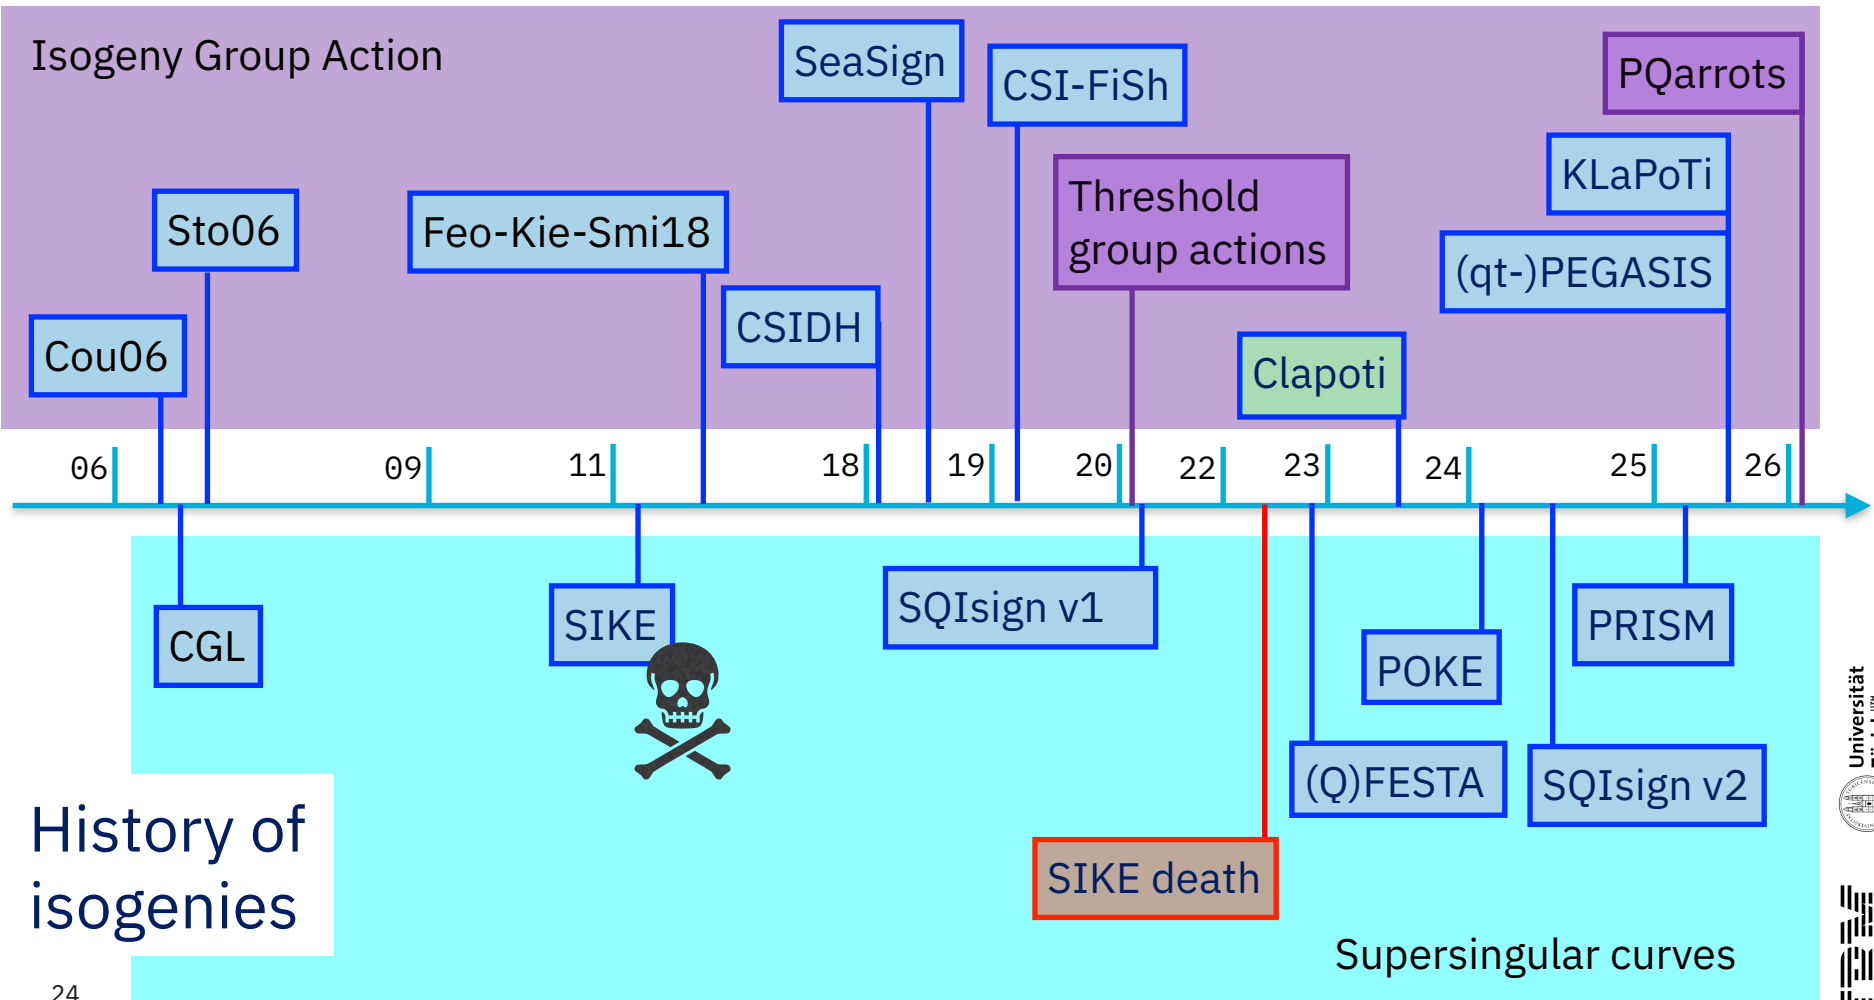 Isogeny Group Action
SeaSign
CSI-FiSh
PQarrots
KLaPoTi
Threshold
group actions
Sto06
Feo-Kie-Smi18
(qt-)PEGASIS
CSIDH
Cou06
Clapoti
06 09 11 18 19 20 22 23 24 25 26
SIKE
SQIsign v1
PRISM
CGL
POKE
(Q)FESTA
SQIsign v2
History of
isogenies
SIKE death
Supersingular curves
24
Universität
IBM